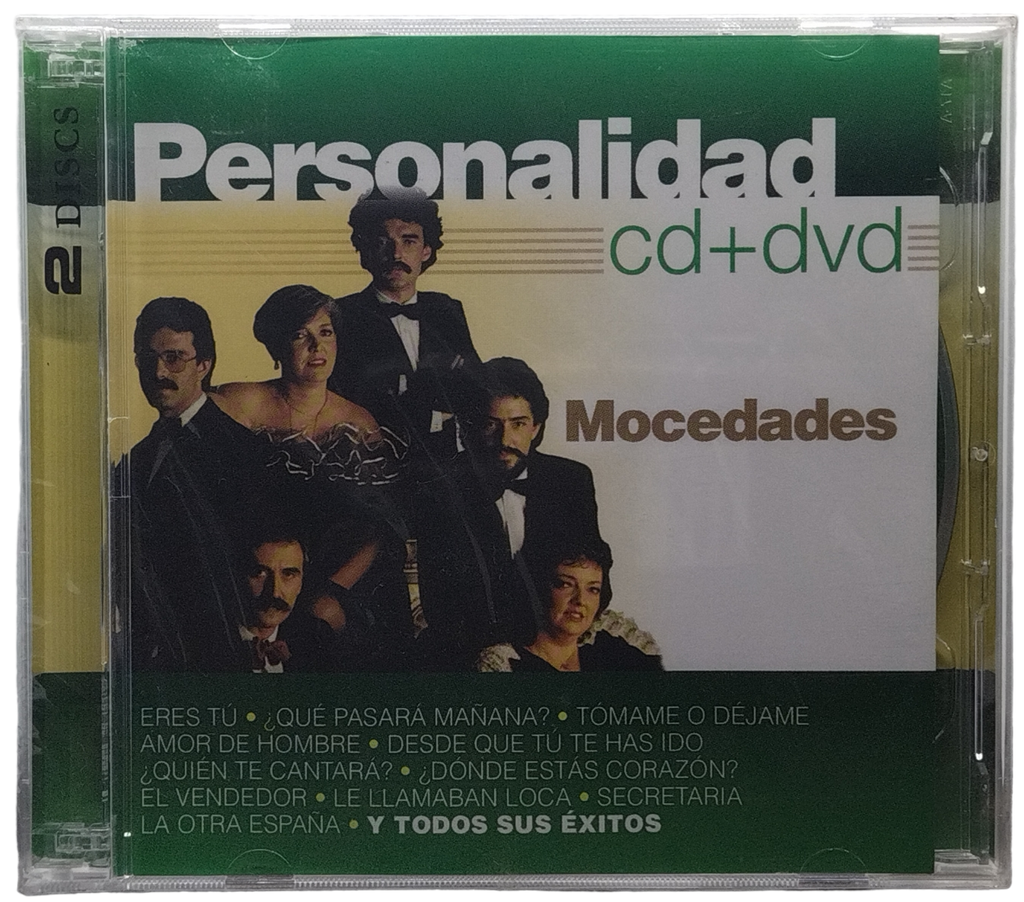 2 DISCS
Personalidad
cd+dvd
Mocedades
ERES TÚ • ¿QUÉ PASARÁ MAÑANA? • TÓMAME O DÉJAME
AMOR DE HOMBRE • DESDE QUE TÚ TE HAS IDO
¿QUIÉN TE CANTARÁ? • ¿DÓNDE ESTÁS CORAZÓN?
EL VENDEDOR • LE LLAMABAN LOCA • SECRETARIA
LA OTRA ESPAÑA • Y TODOS SUS ÉXITOS